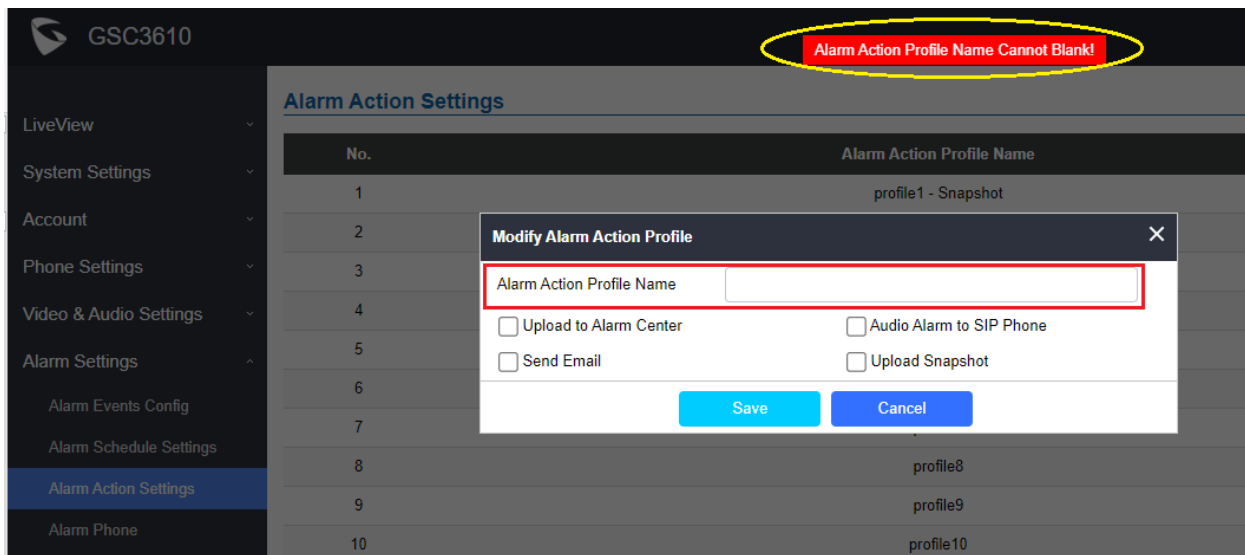 GSC3610
Alarm Action Profile Name Cannot Blank!
Alarm Action Settings
LiveView
System Settings
Account
Phone Settings
Video & Audio Settings
Alarm Settings
Alarm Events Config
Alarm Schedule Settings
Alarm Action Settings
Alarm Phone
No. Alarm Action Profile Name
1 profile1 - Snapshot
2
3
4
5
6
7
8 profile8
9 profile9
10 profile10
Modify Alarm Action Profile
Alarm Action Profile Name
Upload to Alarm Center Audio Alarm to SIP Phone
Send Email Upload Snapshot
Save Cancel